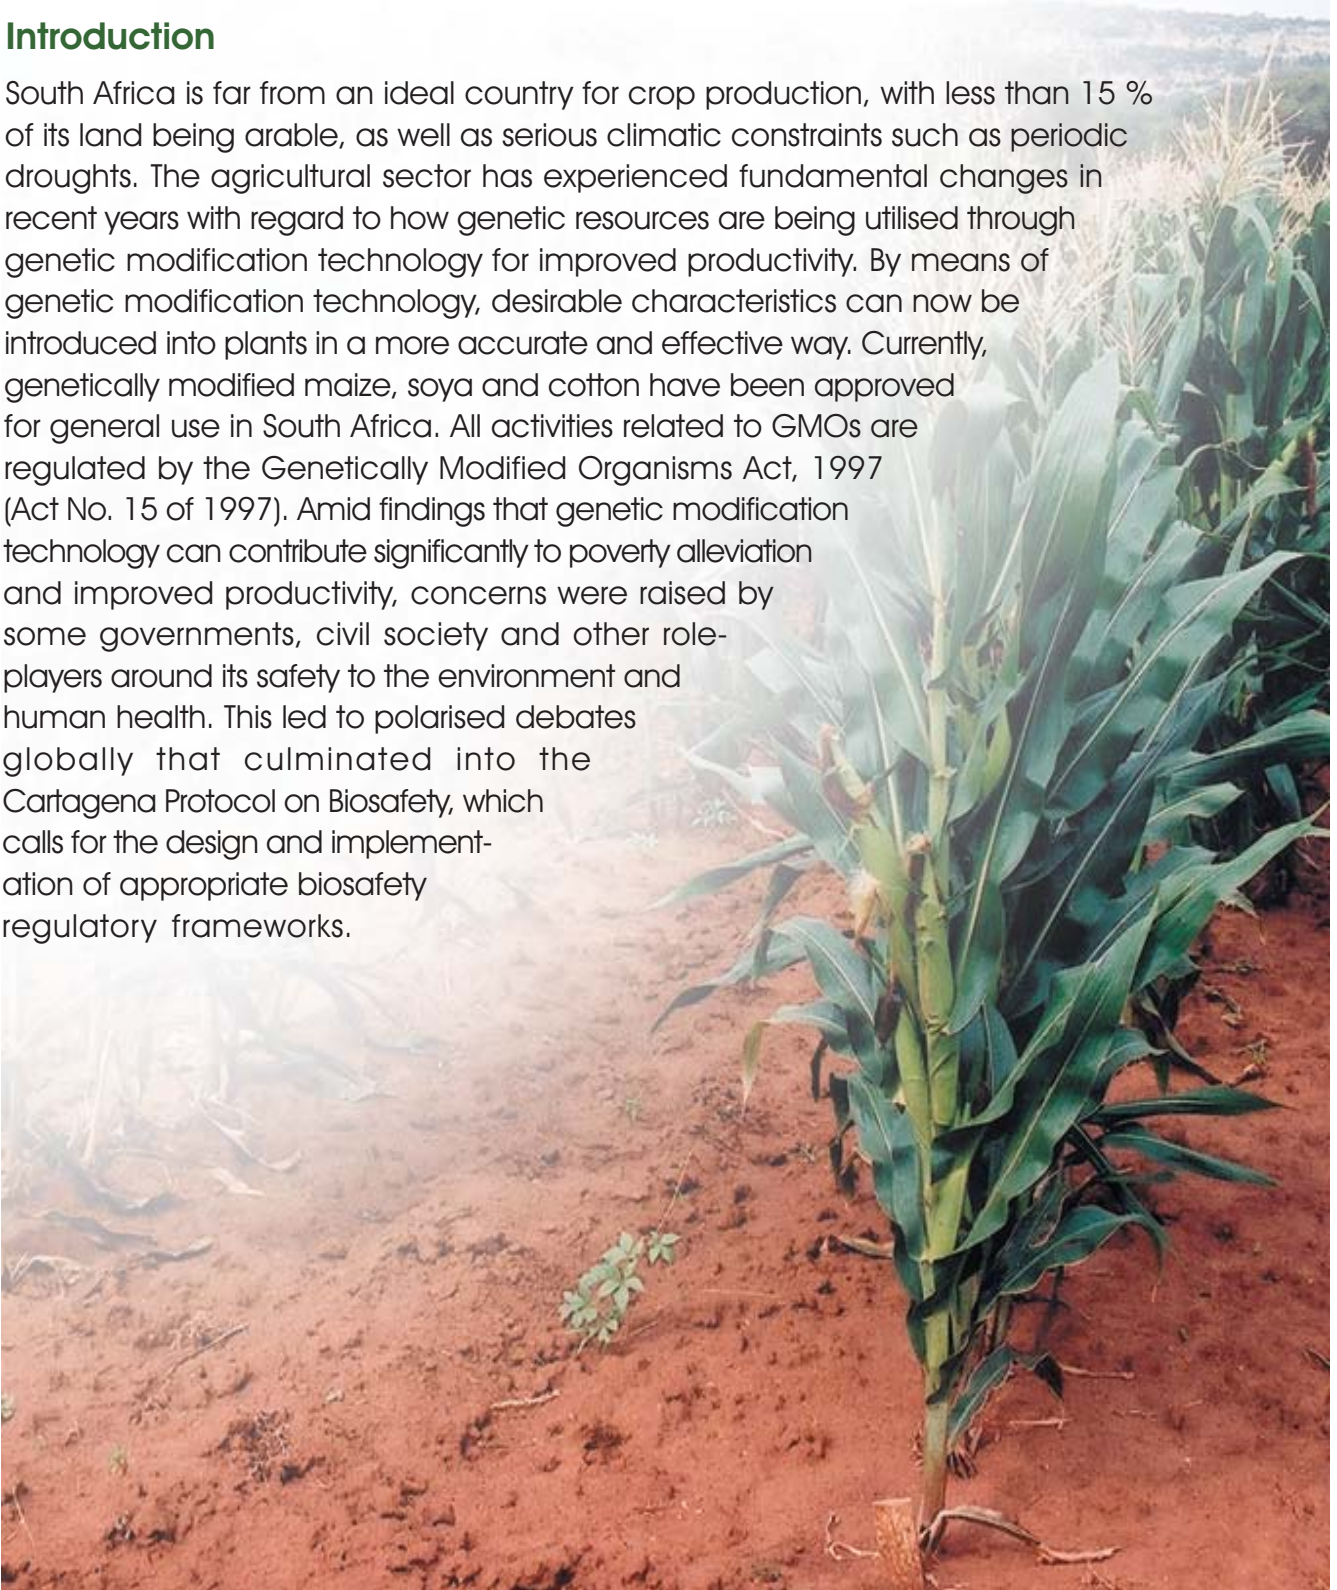 Introduction
South Africa is far from an ideal country for crop production, with less than 15 %
of its land being arable, as well as serious climatic constraints such as periodic
droughts. The agricultural sector has experienced fundamental changes in
recent years with regard to how genetic resources are being utilised through
genetic modification technology for improved productivity. By means of
genetic modification technology, desirable characteristics can now be
introduced into plants in a more accurate and effective way. Currently,
genetically modified maize, soya and cotton have been approved
for general use in South Africa. All activities related to GMOs are
regulated by the Genetically Modified Organisms Act, 1997
(Act No. 15 of 1997). Amid findings that genetic modification
technology can contribute significantly to poverty alleviation
and improved productivity, concerns were raised by
some governments, civil society and other role-
players around its safety to the environment and
human health. This led to polarised debates
globally that culminated into the
Cartagena Protocol on Biosafety, which
calls for the design and implement-
ation of appropriate biosafety
regulatory frameworks.